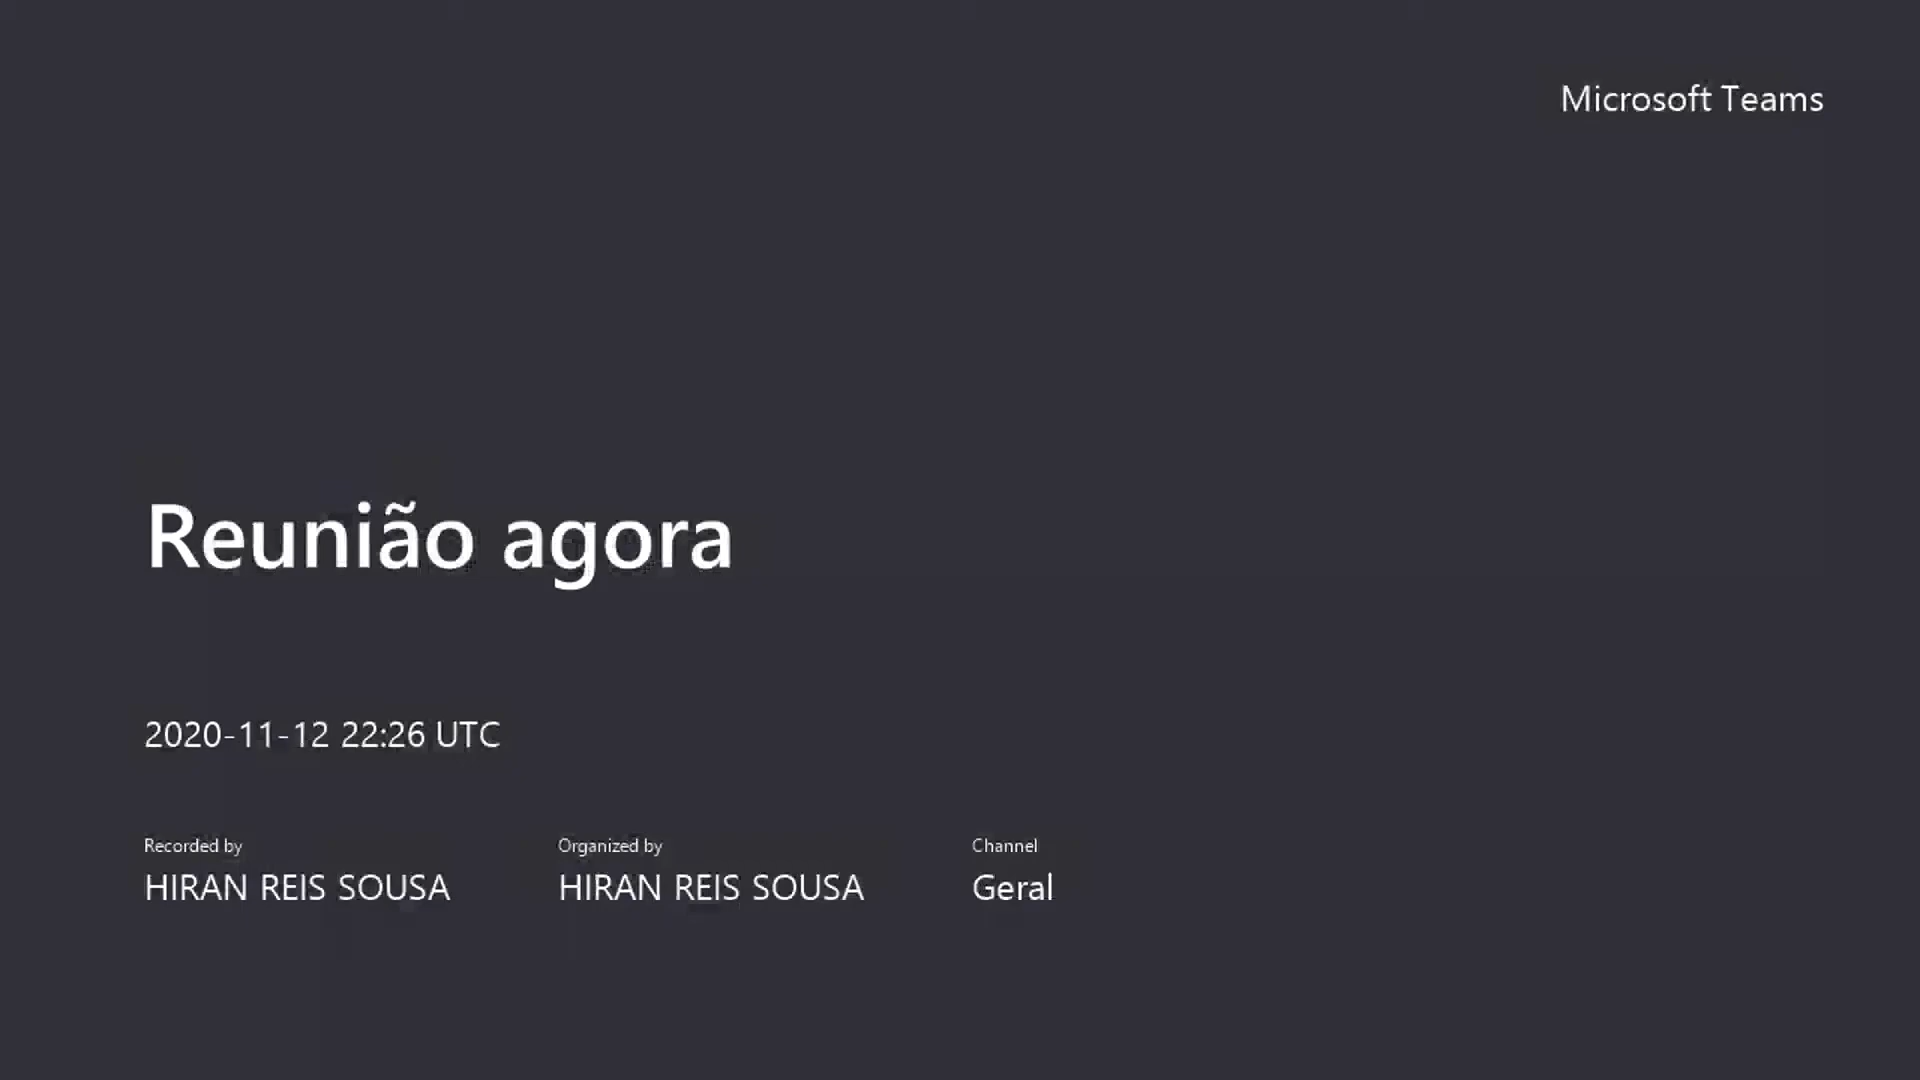 Microsoft Teams
Reunião agora
2020-11-12 22:26 UTC
Recorded by
HIRAN REIS SOUSA
Organized by
HIRAN REIS SOUSA
Channel
Geral